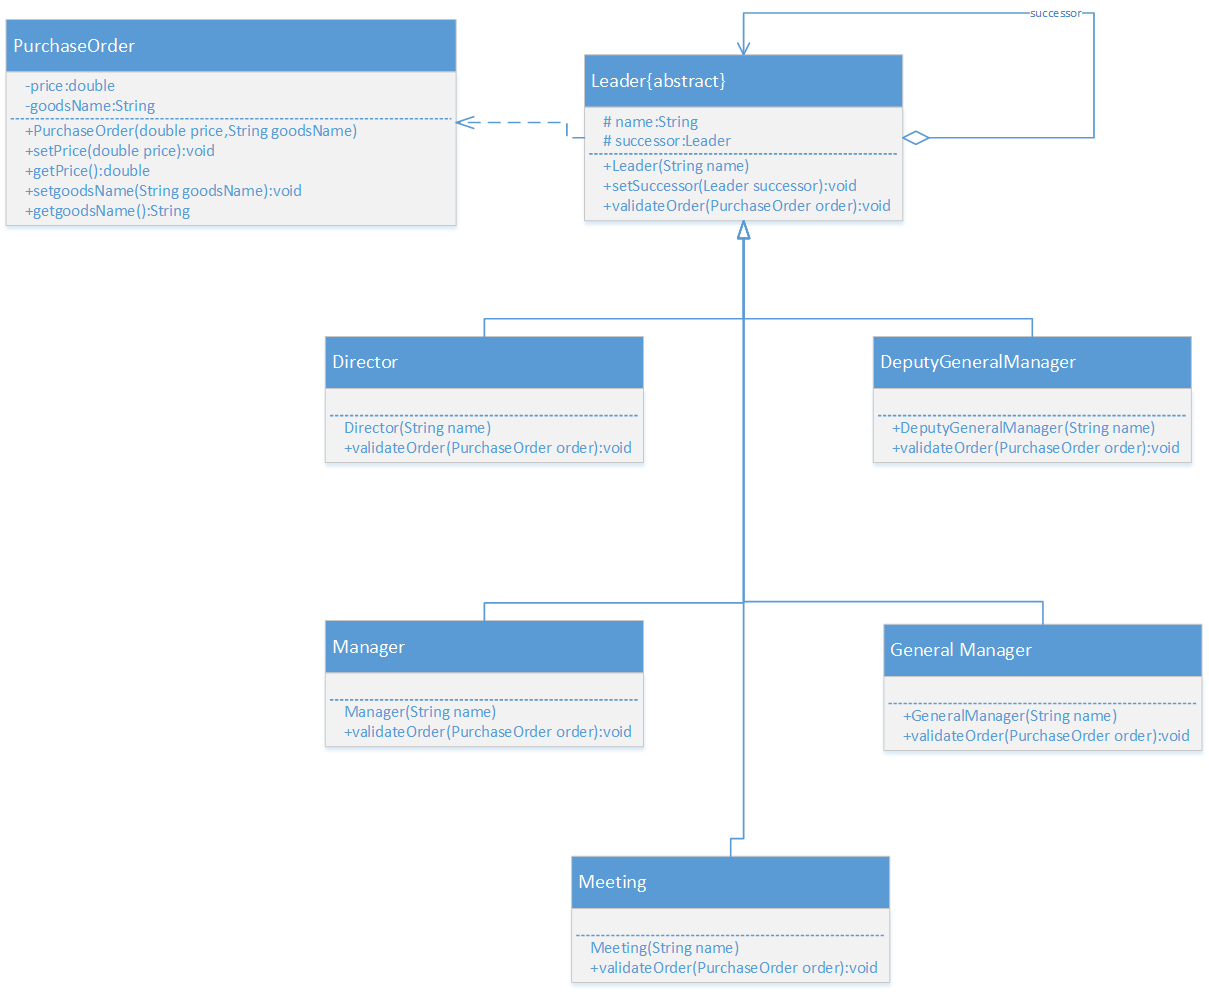 successor
PurchaseOrder
-price:double
-goodsName:String
+PurchaseOrder(double price,String goodsName)
+setPrice(double price):void
+getPrice():double
+setgoodsName(String goodsName):void
+getgoodsName():String
Leader{abstract}
# name:String
# successor:Leader
+Leader(String name)
+setSuccessor(Leader successor):void
+validateOrder(PurchaseOrder order):void
Director
Director(String name)
+validateOrder(PurchaseOrder order):void
DeputyGeneralManager
+DeputyGeneralManager(String name)
+validateOrder(PurchaseOrder order):void
Manager
Manager(String name)
+validateOrder(PurchaseOrder order):void
General Manager
+GeneralManager(String name)
+validateOrder(PurchaseOrder order):void
Meeting
Meeting(String name)
+validateOrder(PurchaseOrder order):void